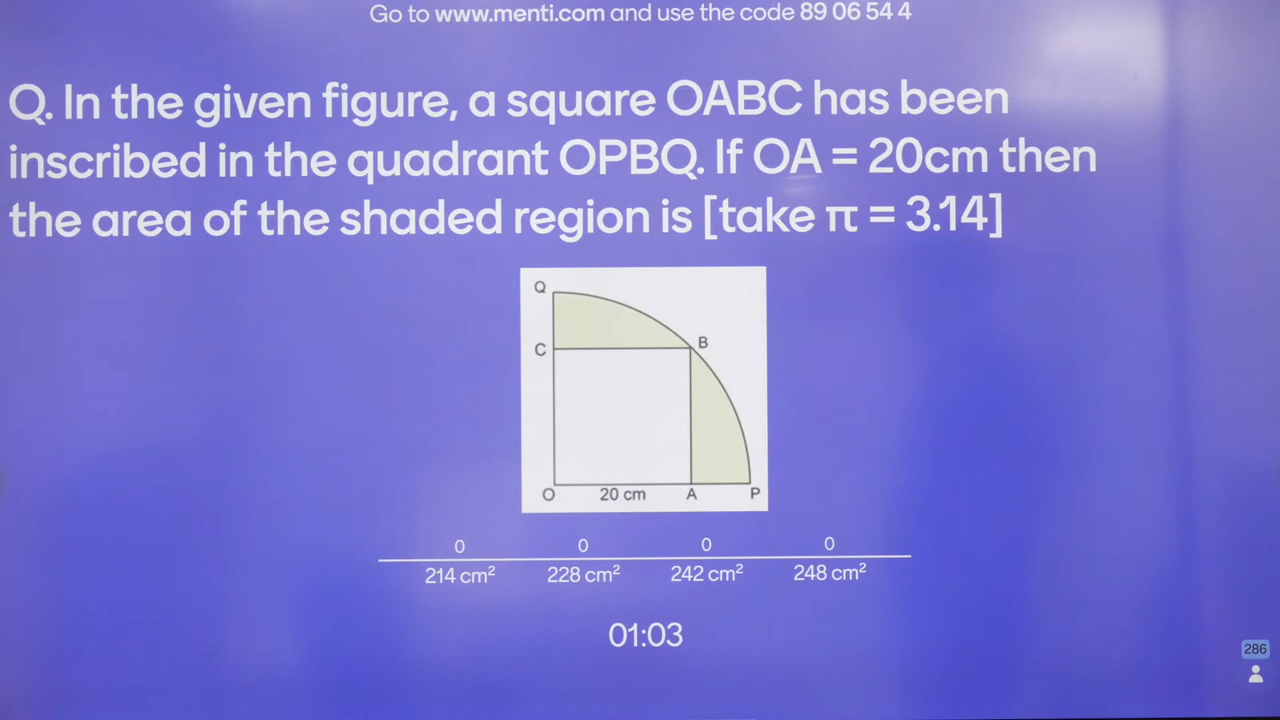 Go to www.menti.com and use the code 89 06 54 4
Q. In the given figure, a square OABC has been
inscribed in the quadrant OPBQ. If OA = 20cm then
the area of the shaded region is [take π = 3.14]
Q
C
B
O
20 cm
A
P
0 0 0 0
214 cm² 228 cm² 242 cm² 248 cm²
01:03
286